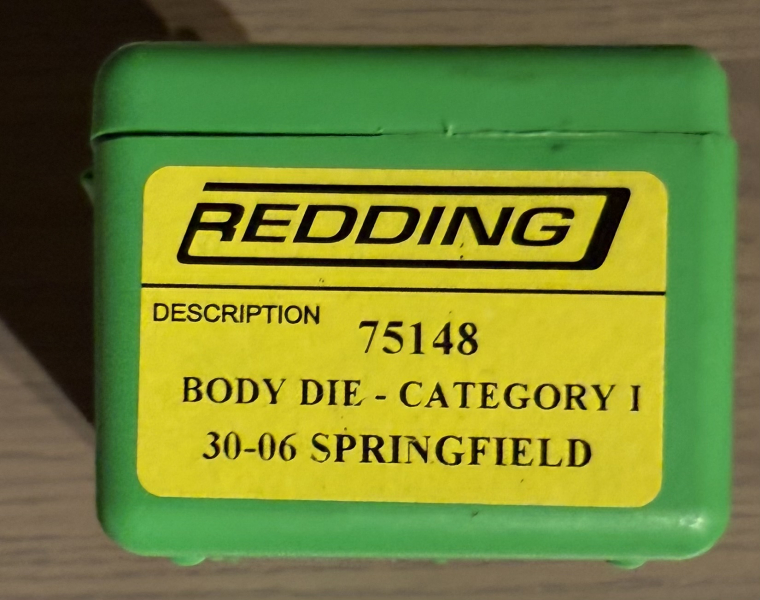 REDDING
DESCRIPTION
75148
BODY DIE - CATEGORY I
30-06 SPRINGFIELD